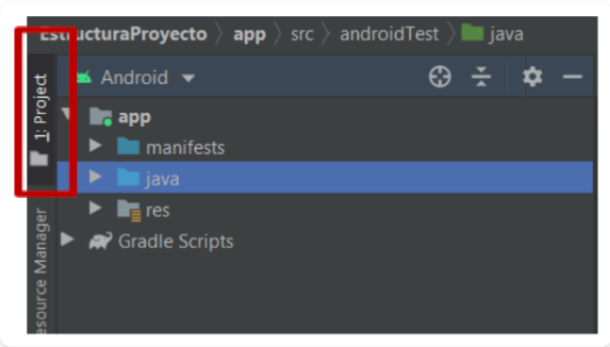 EstructuraProyecto > app > src > androidTest > java
1: Project
Android
app
manifests
java
res
Gradle Scripts
esource Manager